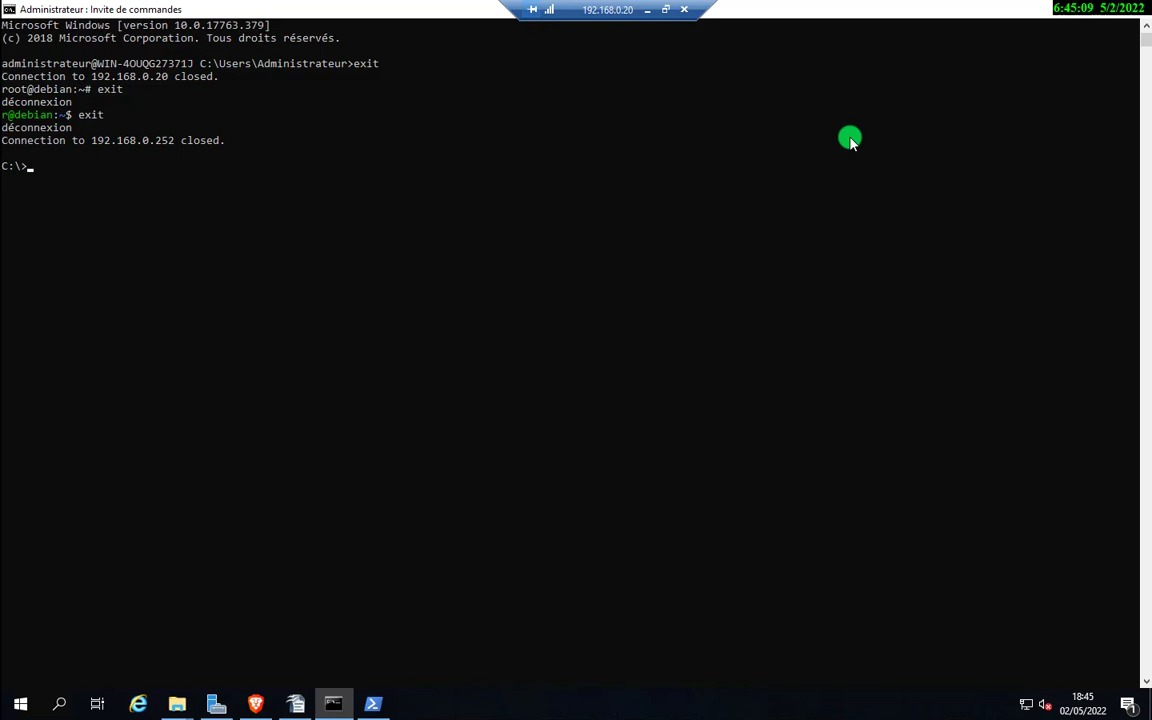 Administrateur : Invite de commandes
192.168.0.20
6:45:09 5/2/2022
Microsoft Windows [version 10.0.17763.379]
(c) 2018 Microsoft Corporation. Tous droits réservés.
administrateur@WIN-4OUQG27371J C:\Users\Administrateur>exit
Connection to 192.168.0.20 closed.
root@debian:~# exit
déconnexion
r@debian:~$ exit
déconnexion
Connection to 192.168.0.252 closed.
C:\>
18:45
02/05/2022
1